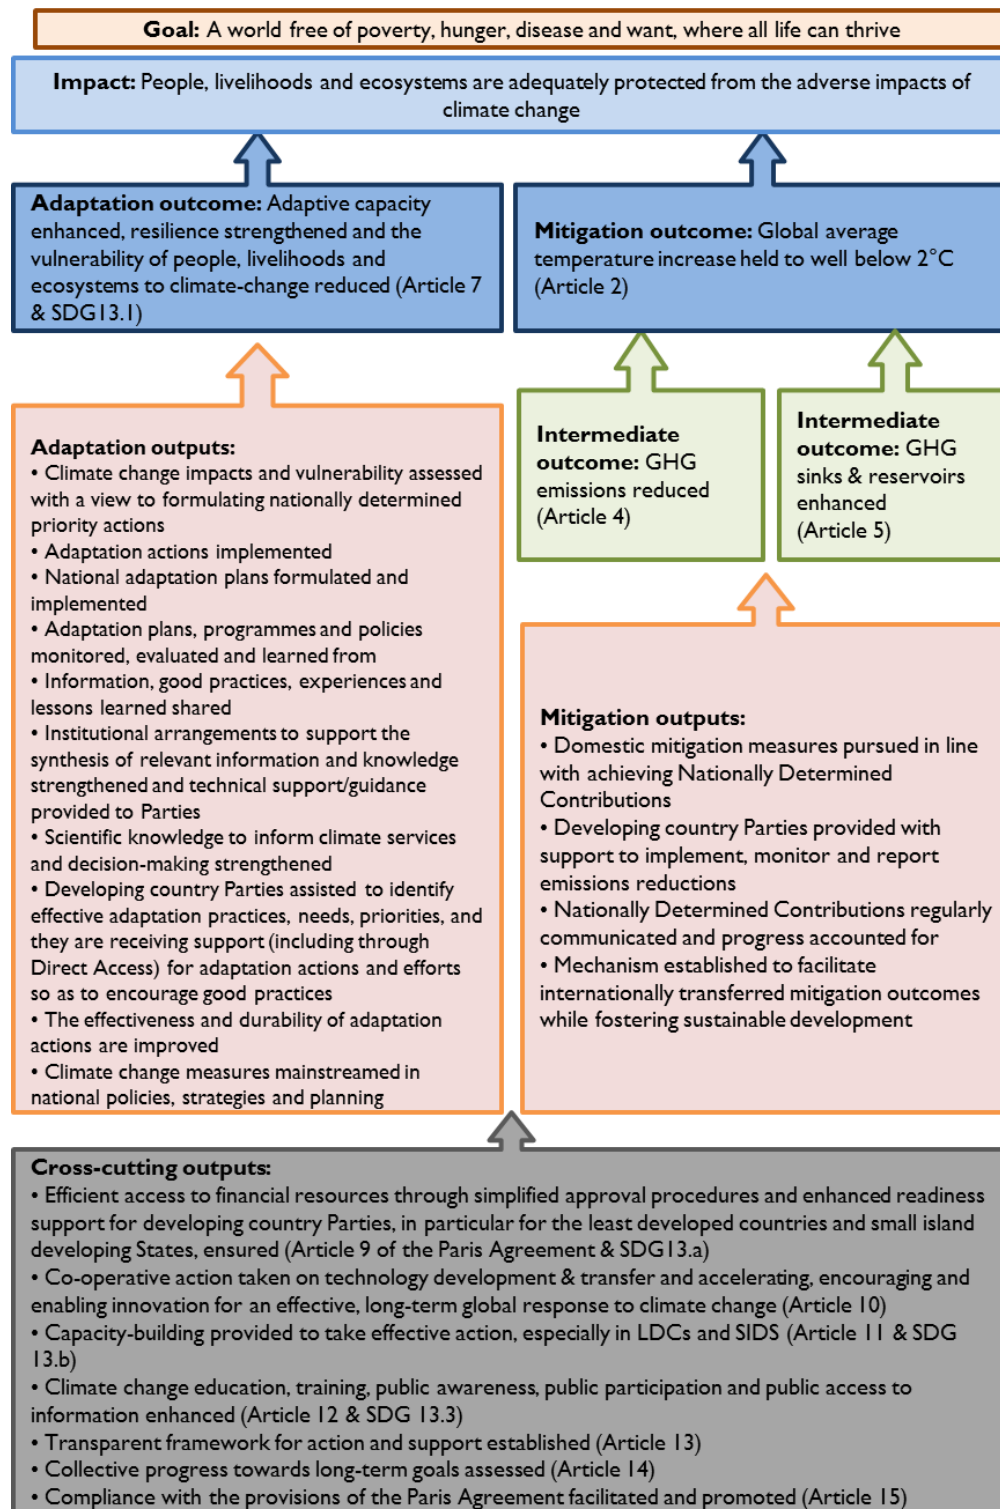 Goal: A world free of poverty, hunger, disease and want, where all life can thrive
Impact: People, livelihoods and ecosystems are adequately protected from the adverse impacts of
climate change
Adaptation outcome: Adaptive capacity
enhanced, resilience strengthened and the
vulnerability of people, livelihoods and
ecosystems to climate-change reduced (Article 7
& SDG13.1)
Mitigation outcome: Global average
temperature increase held to well below 2°C
(Article 2)
Intermediate
outcome: GHG
emissions reduced
(Article 4)
Intermediate
outcome: GHG
sinks & reservoirs
enhanced
(Article 5)
Adaptation outputs:
• Climate change impacts and vulnerability assessed
with a view to formulating nationally determined
priority actions
• Adaptation actions implemented
• National adaptation plans formulated and
implemented
• Adaptation plans, programmes and policies
monitored, evaluated and learned from
• Information, good practices, experiences and
lessons learned shared
• Institutional arrangements to support the
synthesis of relevant information and knowledge
strengthened and technical support/guidance
provided to Parties
• Scientific knowledge to inform climate services
and decision-making strengthened
• Developing country Parties assisted to identify
effective adaptation practices, needs, priorities, and
they are receiving support (including through
Direct Access) for adaptation actions and efforts
so as to encourage good practices
• The effectiveness and durability of adaptation
actions are improved
• Climate change measures mainstreamed in
national policies, strategies and planning
Mitigation outputs:
• Domestic mitigation measures pursued in line
with achieving Nationally Determined
Contributions
• Developing country Parties provided with
support to implement, monitor and report
emissions reductions
• Nationally Determined Contributions regularly
communicated and progress accounted for
• Mechanism established to facilitate
internationally transferred mitigation outcomes
while fostering sustainable development
Cross-cutting outputs:
• Efficient access to financial resources through simplified approval procedures and enhanced readiness
support for developing country Parties, in particular for the least developed countries and small island
developing States, ensured (Article 9 of the Paris Agreement & SDG13.a)
• Co-operative action taken on technology development & transfer and accelerating, encouraging and
enabling innovation for an effective, long-term global response to climate change (Article 10)
• Capacity-building provided to take effective action, especially in LDCs and SIDS (Article 11 & SDG
13.b)
• Climate change education, training, public awareness, public participation and public access to
information enhanced (Article 12 & SDG 13.3)
• Transparent framework for action and support established (Article 13)
• Collective progress towards long-term goals assessed (Article 14)
• Compliance with the provisions of the Paris Agreement facilitated and promoted (Article 15)